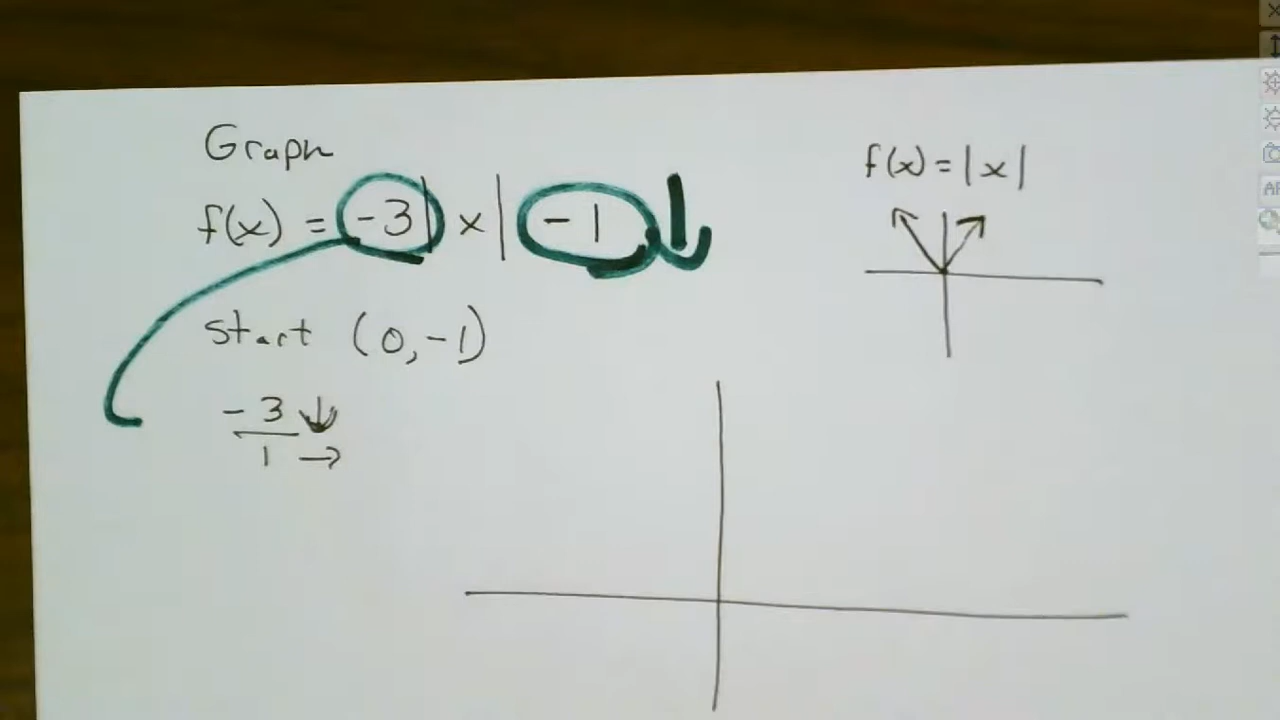 Graph
f(x) = -3|x| -1
start (0,-1)
-3
1
f(x) = |x|